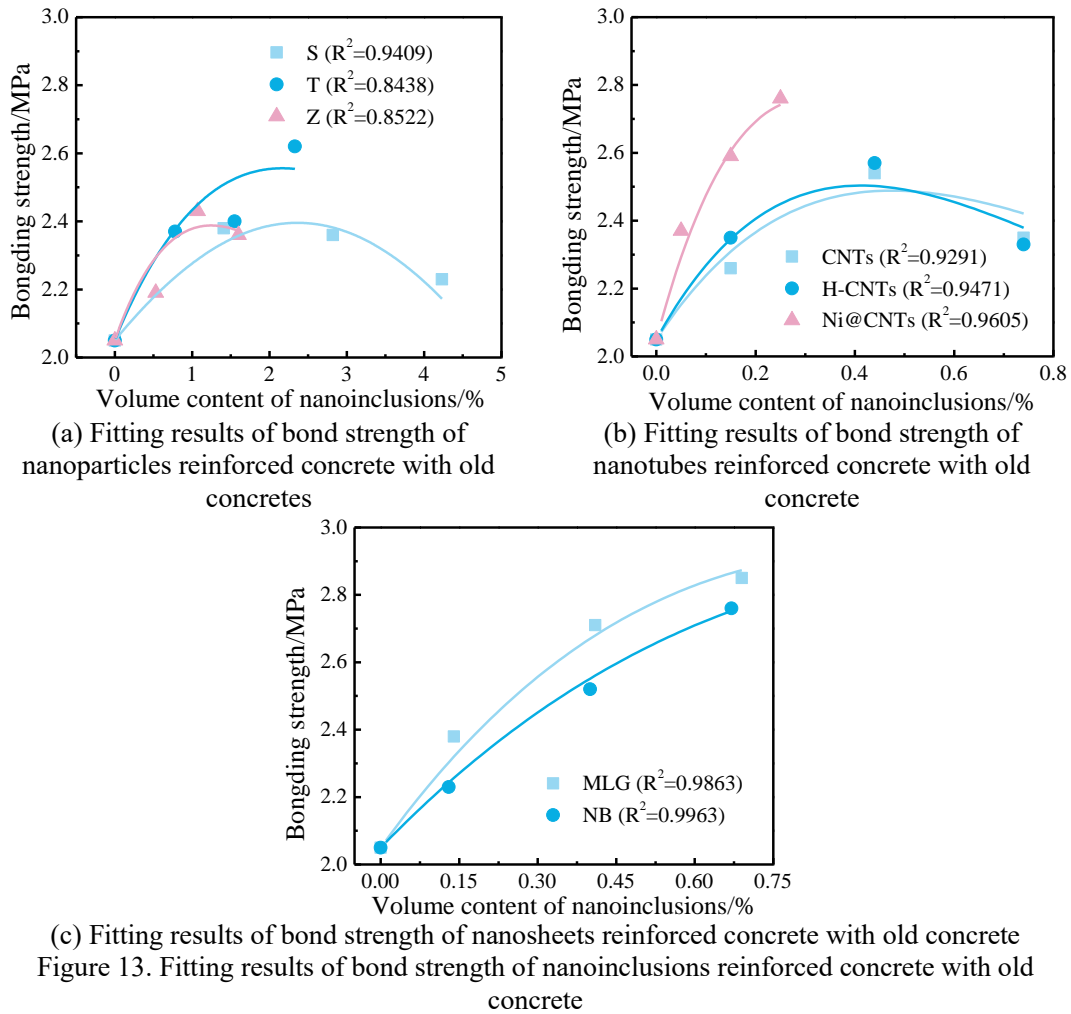 3.0
2.8
2.6
2.4
2.2
2.0
Bongding strength/MPa
S (R²=0.9409)
T (R²=0.8438)
Z (R²=0.8522)
0 1 2 3 4 5
Volume content of nanoinclusions/%
(a) Fitting results of bond strength of
nanoparticles reinforced concrete with old
concretes
3.0
2.8
2.6
2.4
2.2
2.0
Bongding strength/MPa
CNTs (R²=0.9291)
H-CNTs (R²=0.9471)
Ni@CNTs (R²=0.9605)
0.0 0.2 0.4 0.6 0.8
Volume content of nanoinclusions/%
(b) Fitting results of bond strength of
nanotubes reinforced concrete with old
concrete
3.0
2.8
2.6
2.4
2.2
2.0
Bongding strength/MPa
MLG (R²=0.9863)
NB (R²=0.9963)
0.00 0.15 0.30 0.45 0.60 0.75
Volume content of nanoinclusions/%
(c) Fitting results of bond strength of nanosheets reinforced concrete with old concrete
Figure 13. Fitting results of bond strength of nanoinclusions reinforced concrete with old
concrete